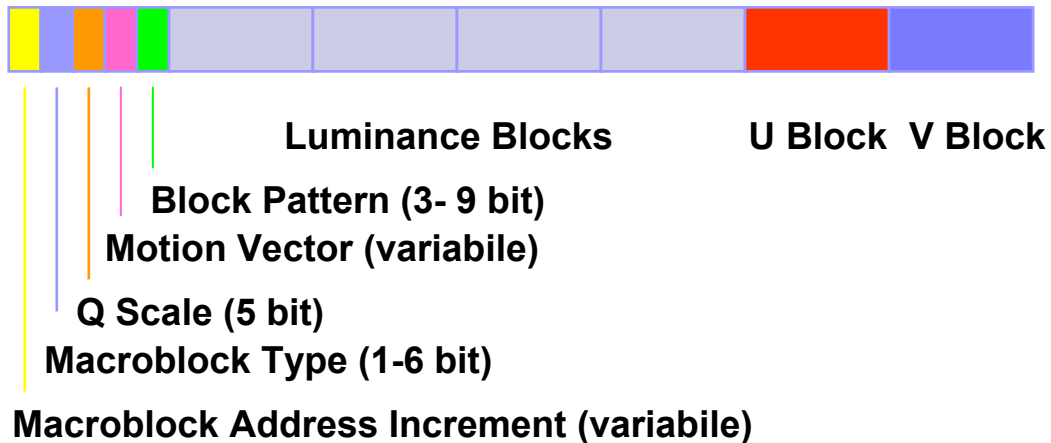 Luminance Blocks U Block V Block
Block Pattern (3- 9 bit)
Motion Vector (variabile)
Q Scale (5 bit)
Macroblock Type (1-6 bit)
Macroblock Address Increment (variabile)